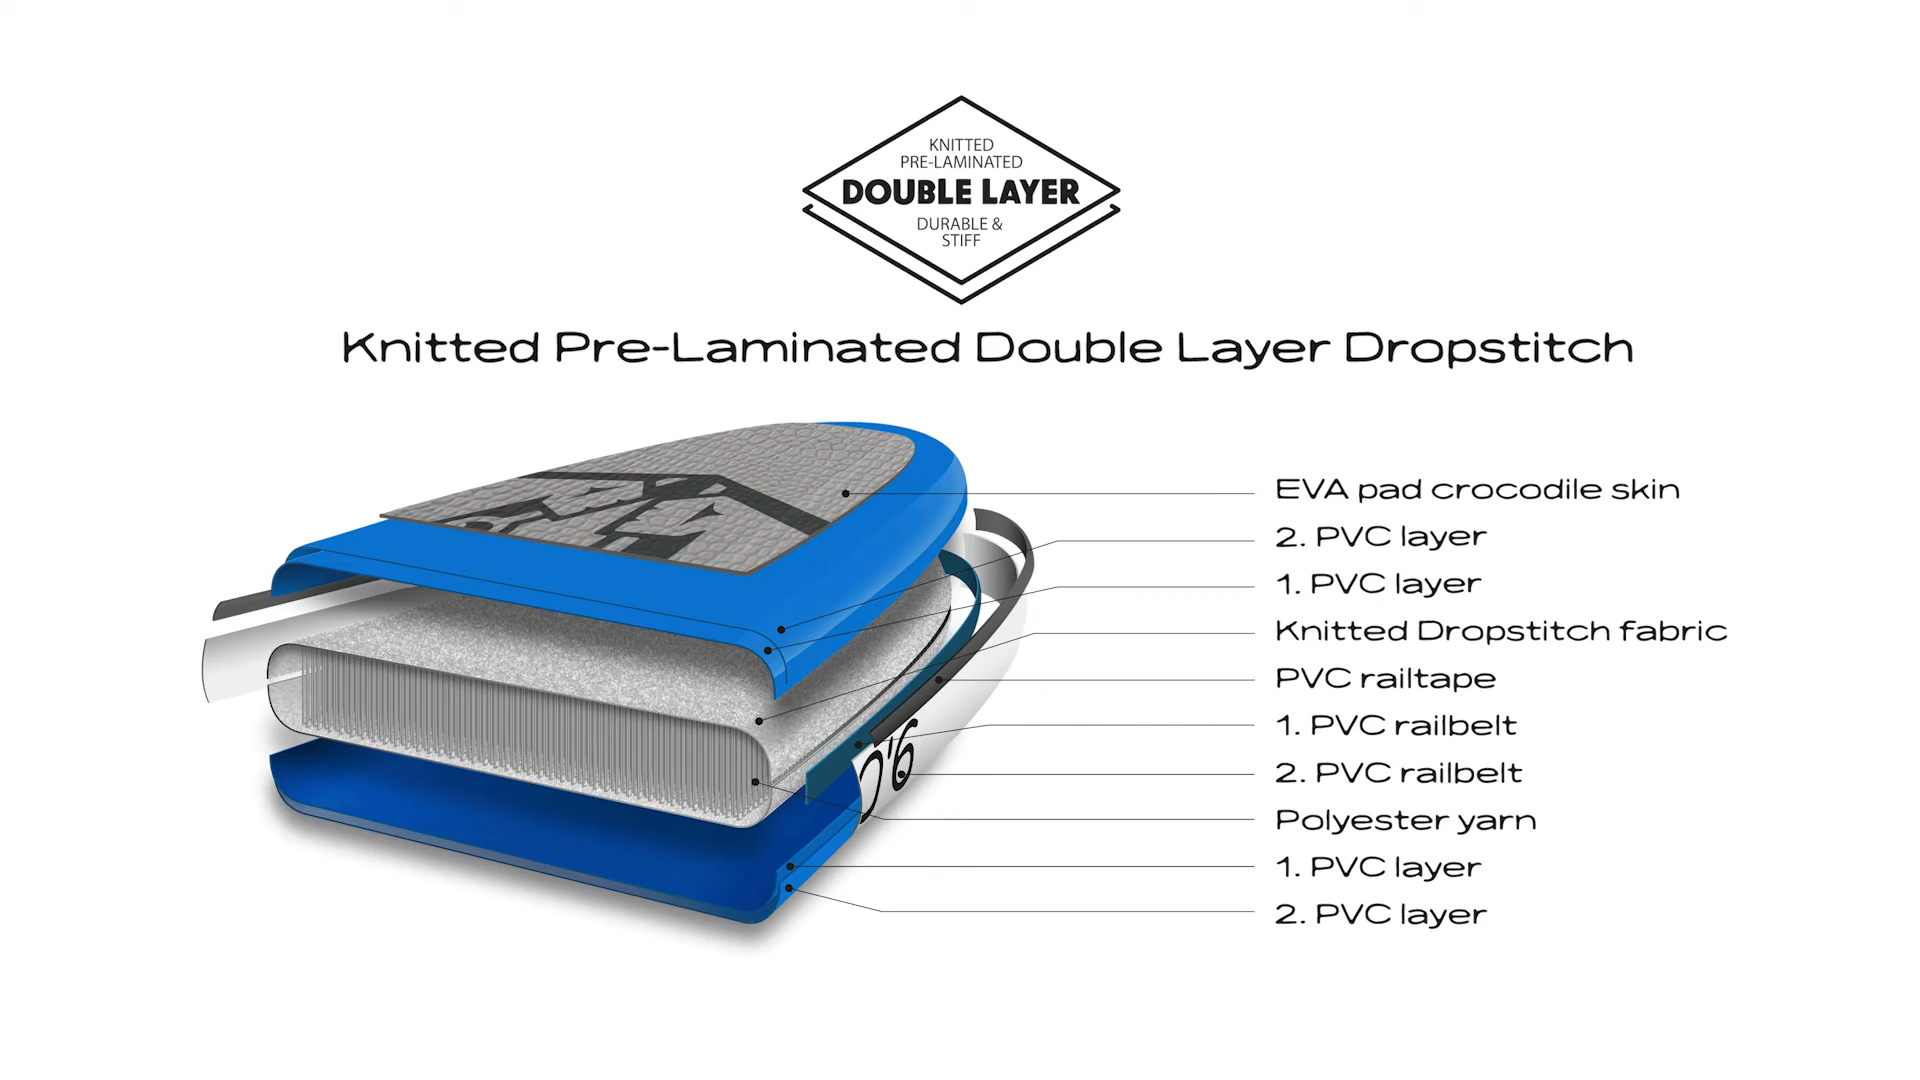 KNITTED
PRE-LAMINATED
DOUBLE LAYER
DURABLE &
STIFF
Knitted Pre-Laminated Double Layer Dropstitch
EVA pad crocodile skin
2. PVC layer
1. PVC layer
Knitted Dropstitch fabric
PVC railtape
1. PVC railbelt
2. PVC railbelt
Polyester yarn
1. PVC layer
2. PVC layer